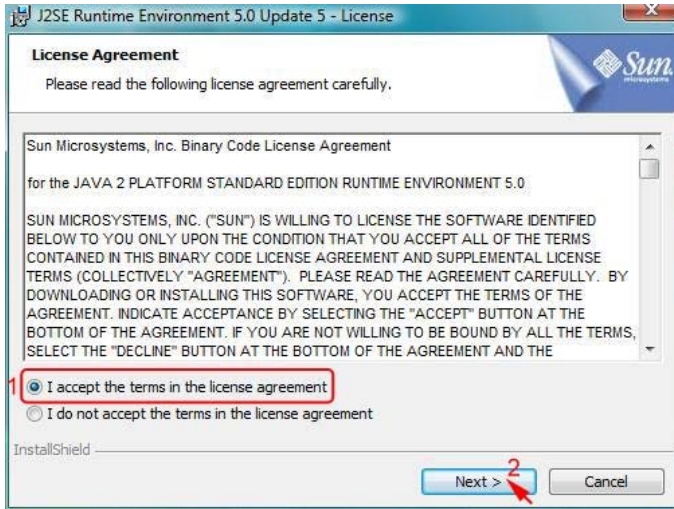 J2SE Runtime Environment 5.0 Update 5 - License
License Agreement
Please read the following license agreement carefully.
Sun
microsystems
Sun Microsystems, Inc. Binary Code License Agreement
for the JAVA 2 PLATFORM STANDARD EDITION RUNTIME ENVIRONMENT 5.0
SUN MICROSYSTEMS, INC. ("SUN") IS WILLING TO LICENSE THE SOFTWARE IDENTIFIED
BELOW TO YOU ONLY UPON THE CONDITION THAT YOU ACCEPT ALL OF THE TERMS
CONTAINED IN THIS BINARY CODE LICENSE AGREEMENT AND SUPPLEMENTAL LICENSE
TERMS (COLLECTIVELY "AGREEMENT"). PLEASE READ THE AGREEMENT CAREFULLY. BY
DOWNLOADING OR INSTALLING THIS SOFTWARE, YOU ACCEPT THE TERMS OF THE
AGREEMENT. INDICATE ACCEPTANCE BY SELECTING THE "ACCEPT" BUTTON AT THE
BOTTOM OF THE AGREEMENT. IF YOU ARE NOT WILLING TO BE BOUND BY ALL THE TERMS,
SELECT THE "DECLINE" BUTTON AT THE BOTTOM OF THE AGREEMENT AND THE
1 I accept the terms in the license agreement
I do not accept the terms in the license agreement
InstallShield
2
Next > Cancel